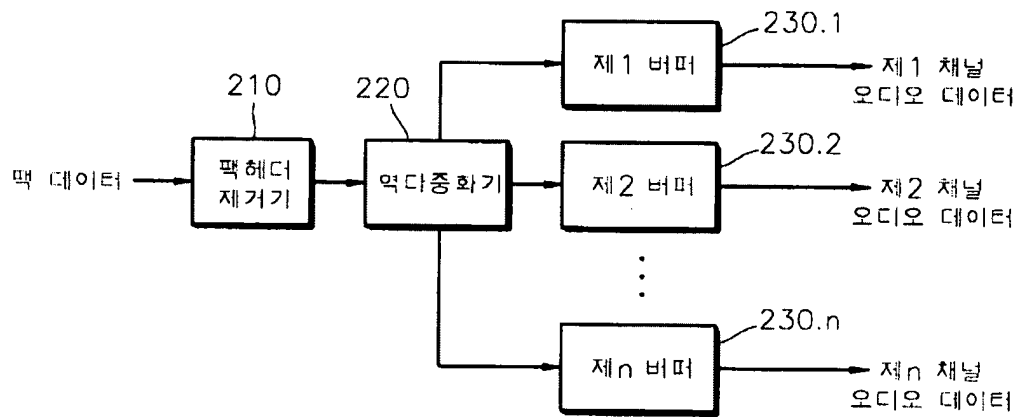 230.1
제1 버퍼
제1 채널
오디오 데이터
210
220
230.2
팩 데이터
팩헤더
제거기
역다중화기
제2 버퍼
제2 채널
오디오 데이터
230.n
제n 버퍼
제n 채널
오디오 데이터